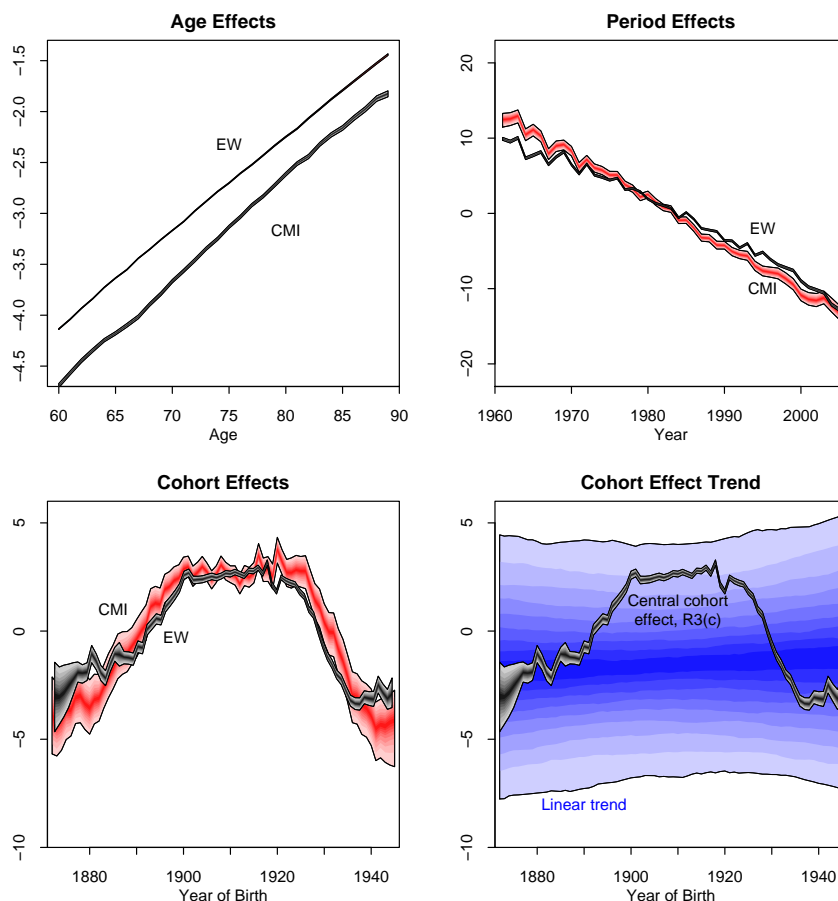 Age Effects
-1.5
-2.0
-2.5
-3.0
-3.5
-4.0
-4.5
EW
CMI
60 65 70 75 80 85 90
Age
Period Effects
20
10
0
-10
-20
EW
CMI
1960 1970 1980 1990 2000
Year
Cohort Effects
5
0
-5
-10
CMI
EW
1880 1900 1920 1940
Year of Birth
Cohort Effect Trend
5
0
-5
-10
Central cohort
effect, R3(c)
Linear trend
1880 1900 1920 1940
Year of Birth